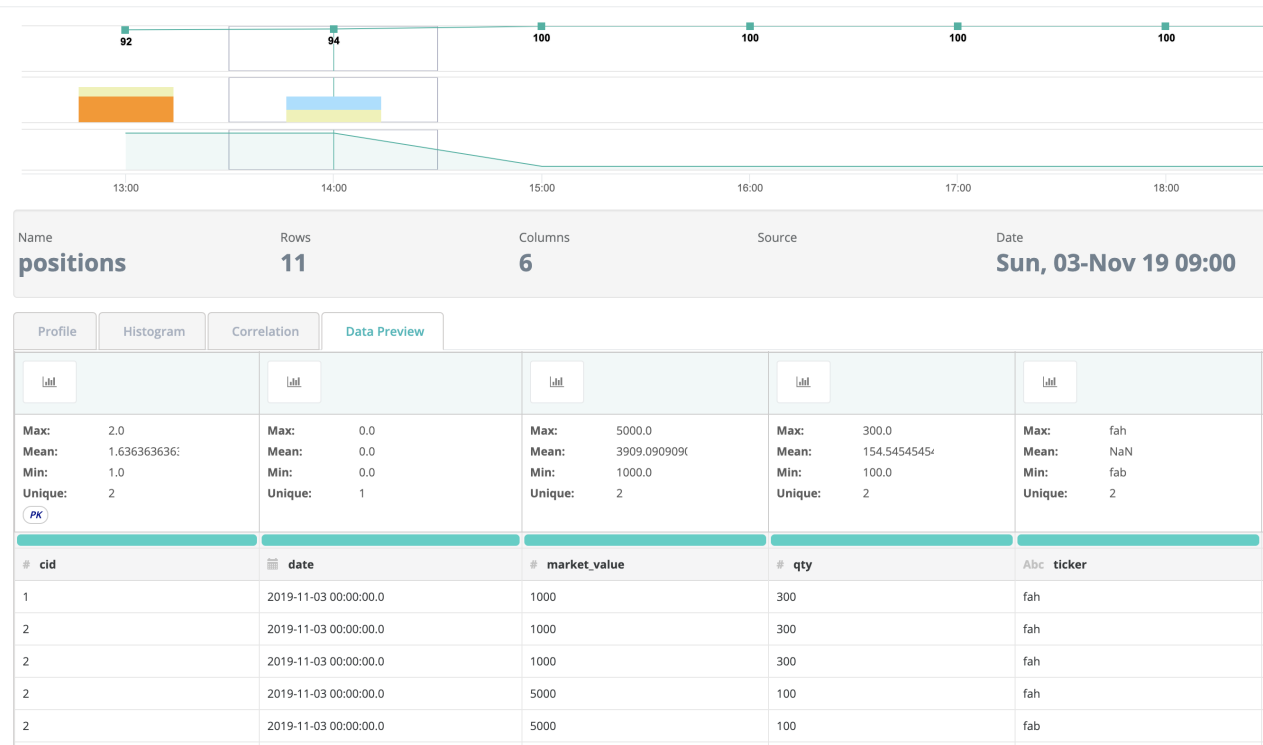 92 94 100 100 100 100
13:00 14:00 15:00 16:00 17:00 18:00
Name Rows Columns Source Date
positions 11 6 Sun, 03-Nov 19 09:00
Profile Histogram Correlation Data Preview
Max: 2.0 Max: 0.0 Max: 5000.0 Max: 300.0 Max: fah
Mean: 1.636363636 Mean: 0.0 Mean: 3909.090909 Mean: 154.5454545 Mean: NaN
Min: 1.0 Min: 0.0 Min: 1000.0 Min: 100.0 Min: fab
Unique: 2 Unique: 1 Unique: 2 Unique: 2 Unique: 2
PK
# cid date # market_value # qty Abc ticker
1 2019-11-03 00:00:00.0 1000 300 fah
2 2019-11-03 00:00:00.0 1000 300 fah
2 2019-11-03 00:00:00.0 1000 300 fah
2 2019-11-03 00:00:00.0 5000 100 fah
2 2019-11-03 00:00:00.0 5000 100 fab